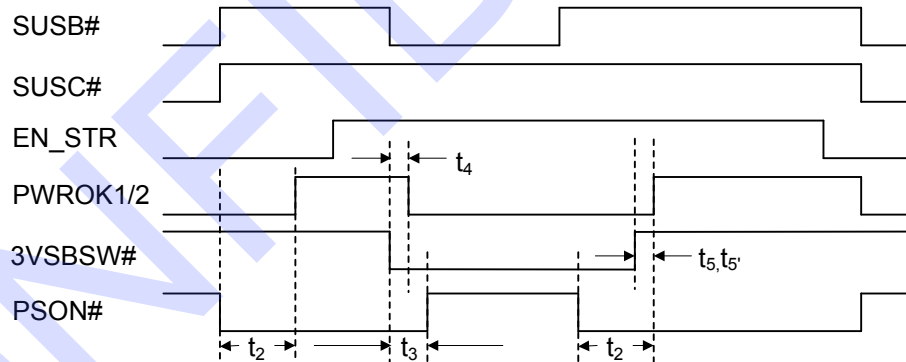 SUSB#
SUSC#
EN_STR
t4
PWROK1/2
3VSBSW#
t5,t5'
PSON#
t2
t3
t2